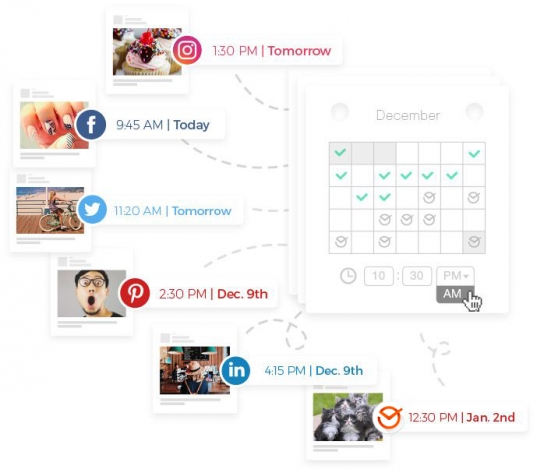 1:30 PM | Tomorrow
December
9:45 AM | Today
11:20 AM | Tomorrow
10 : 30 PM
AM
2:30 PM | Dec. 9th
4:15 PM | Dec. 9th
12:30 PM | Jan. 2nd